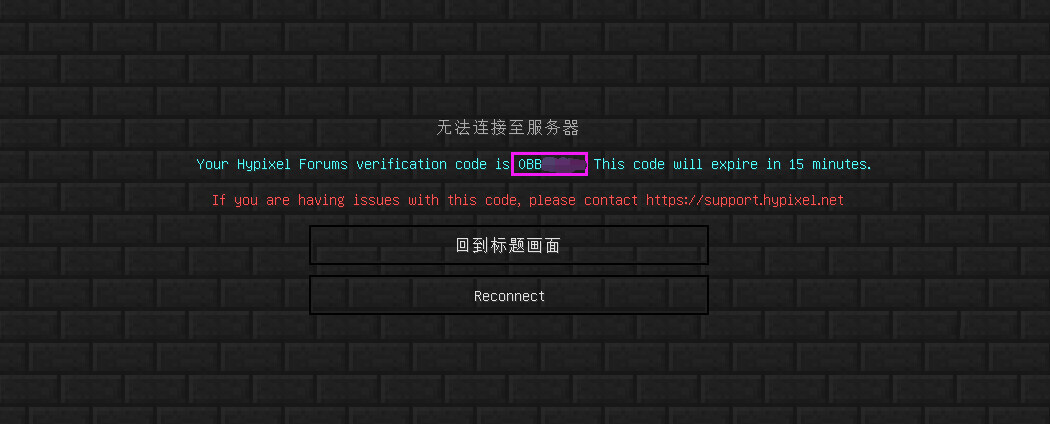 无法连接至服务器
Your Hypixel Forums verification code is OBB This code will expire in 15 minutes.
If you are having issues with this code, please contact https://support.hypixel.net
回到标题画面
Reconnect